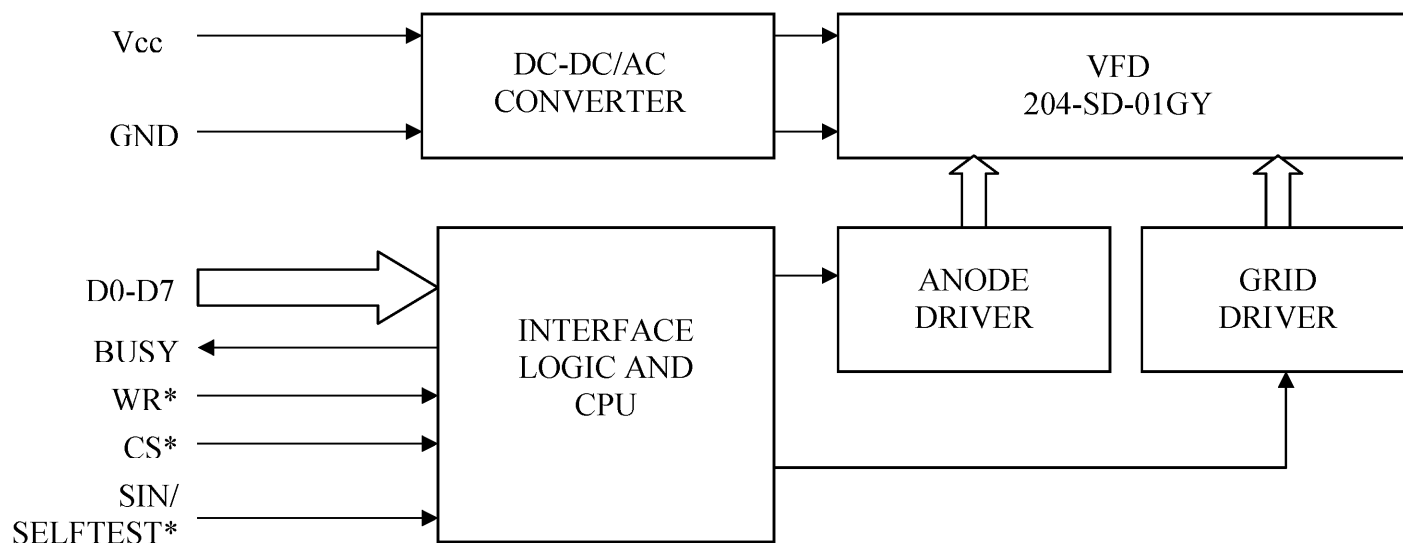 Vcc
DC-DC/AC
CONVERTER
VFD
204-SD-01GY
GND
D0-D7
BUSY
WR*
CS*
SIN/
SELFTEST*
INTERFACE
LOGIC AND
CPU
ANODE
DRIVER
GRID
DRIVER